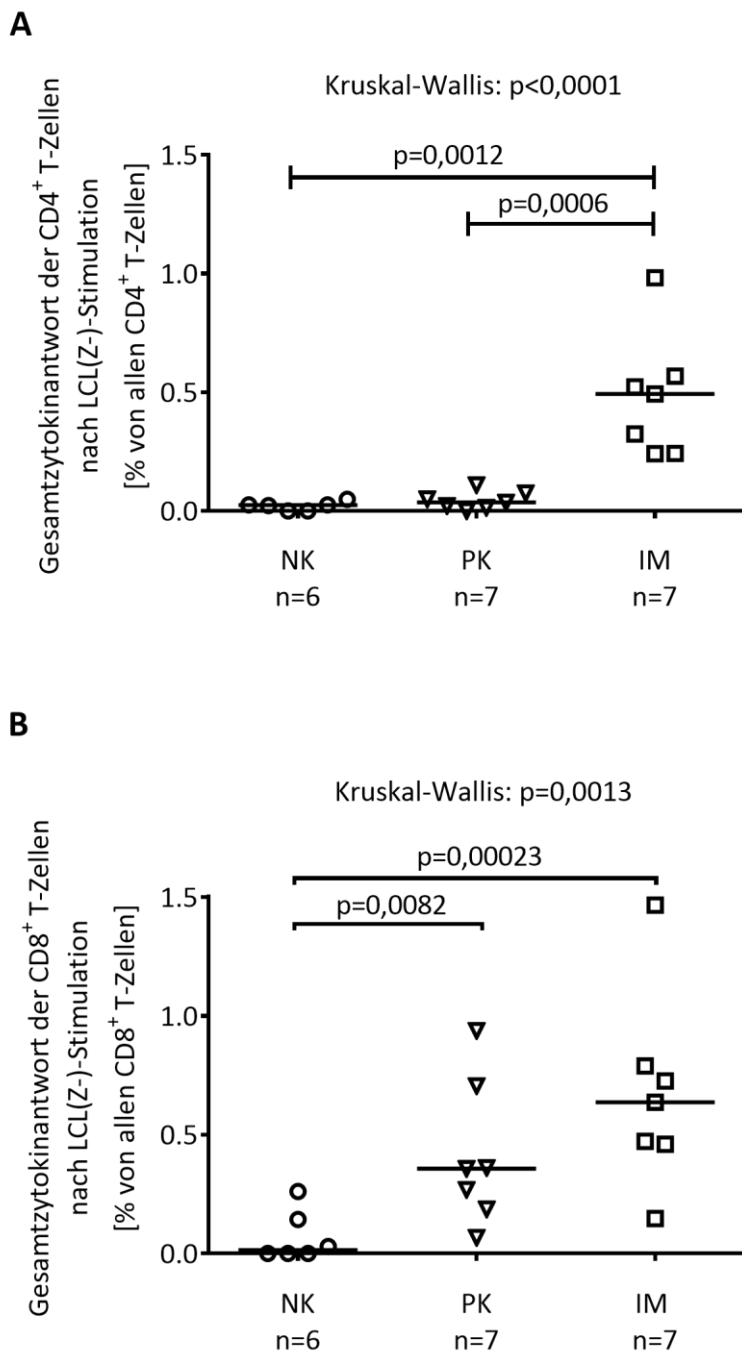 A
Kruskal-Wallis: p<0,0001
Gesamtzytokinantwort der CD4+ T-Zellen
nach LCL(Z-)-Stimulation
[% von allen CD4+ T-Zellen]
1.5
1.0
0.5
0.0
p=0,0012
p=0,0006
NK
PK
IM
n=6
n=7
n=7
B
Kruskal-Wallis: p=0,0013
Gesamtzytokinantwort der CD8+ T-Zellen
nach LCL(Z-)-Stimulation
[% von allen CD8+ T-Zellen]
1.5
1.0
0.5
0.0
p=0,00023
p=0,0082
NK
PK
IM
n=6
n=7
n=7